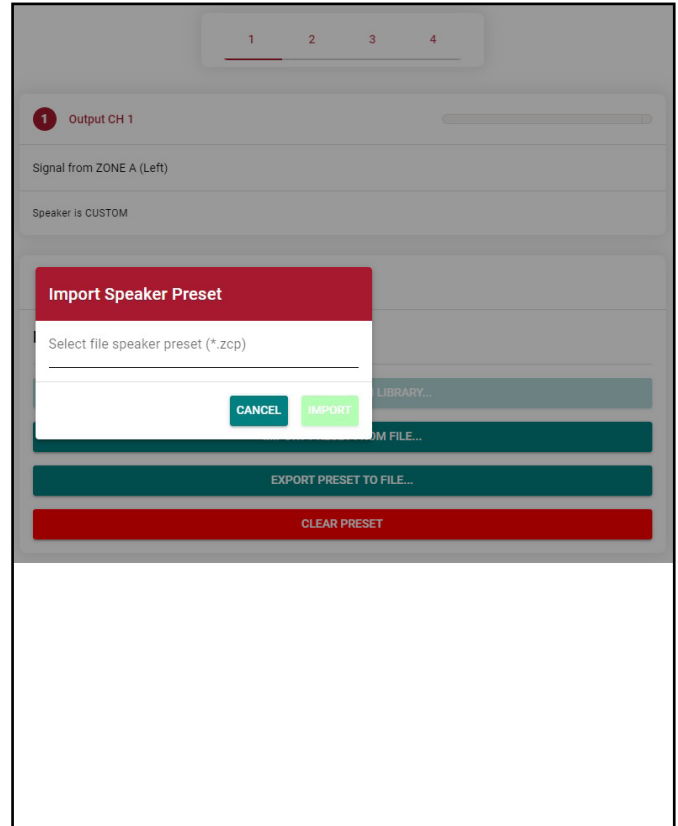 1 2 3 4
1 Output CH 1
Signal from ZONE A (Left)
Speaker is CUSTOM
Import Speaker Preset
Select file speaker preset (*.zcp)
LIBRARY...
CANCEL IMPORT
FILE...
EXPORT PRESET TO FILE...
CLEAR PRESET